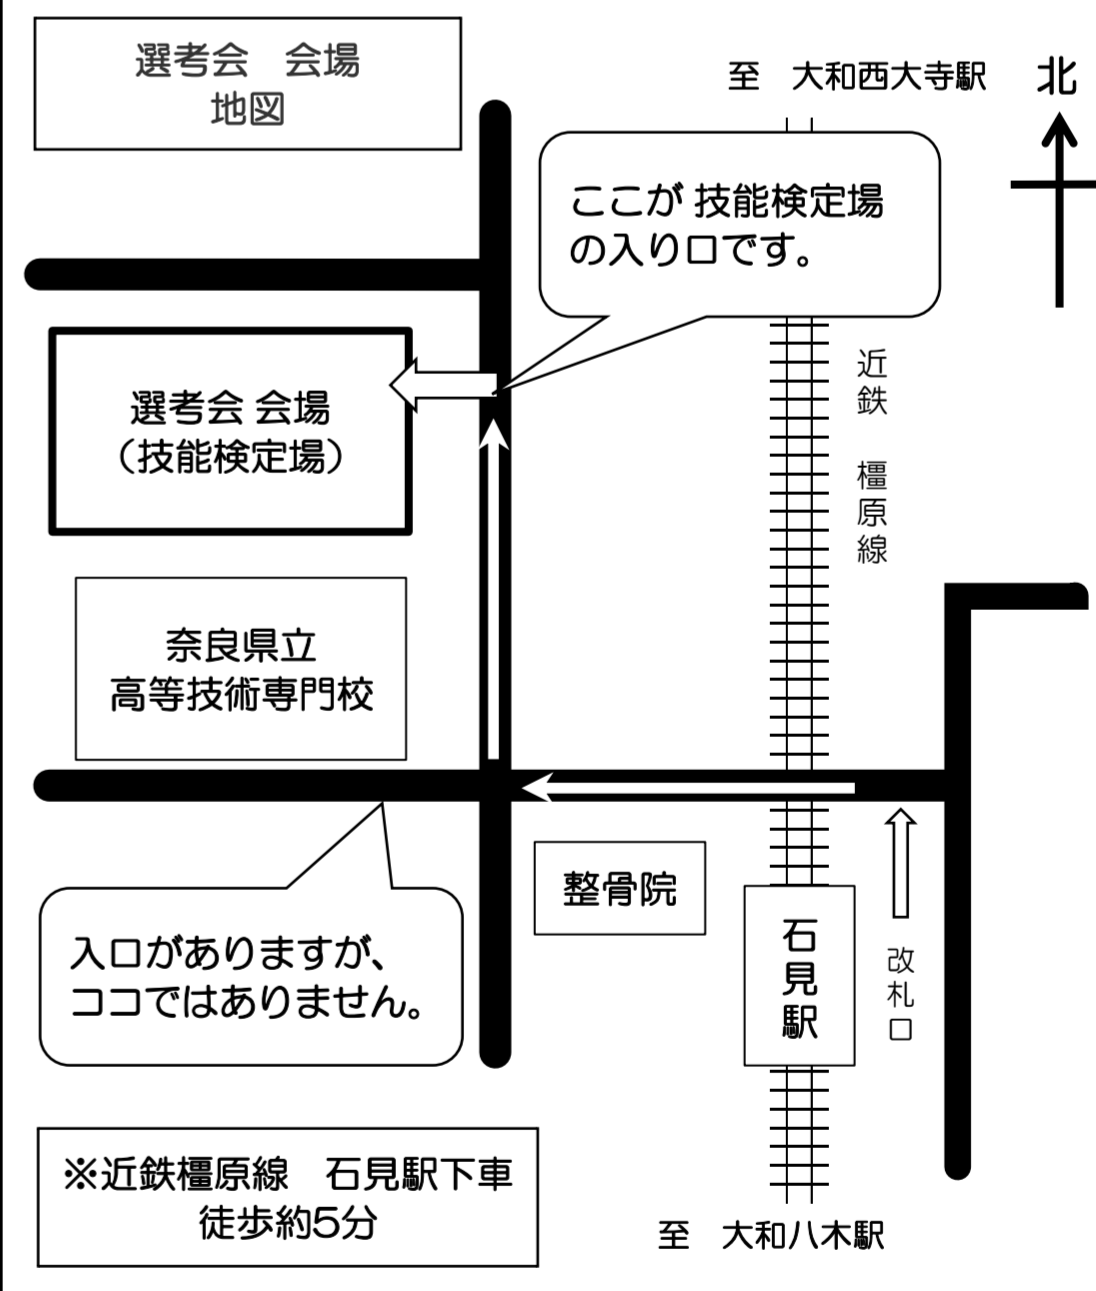 選考会　会場
地図
至　大和西大寺駅
北
ここが 技能検定場
の入り口です。
近鉄　橿原線
選考会 会場
（技能検定場）
奈良県立
高等技術専門校
整骨院
石見駅
改札口
入口がありますが、
ココではありません。
※近鉄橿原線　石見駅下車
徒歩約5分
至　大和八木駅